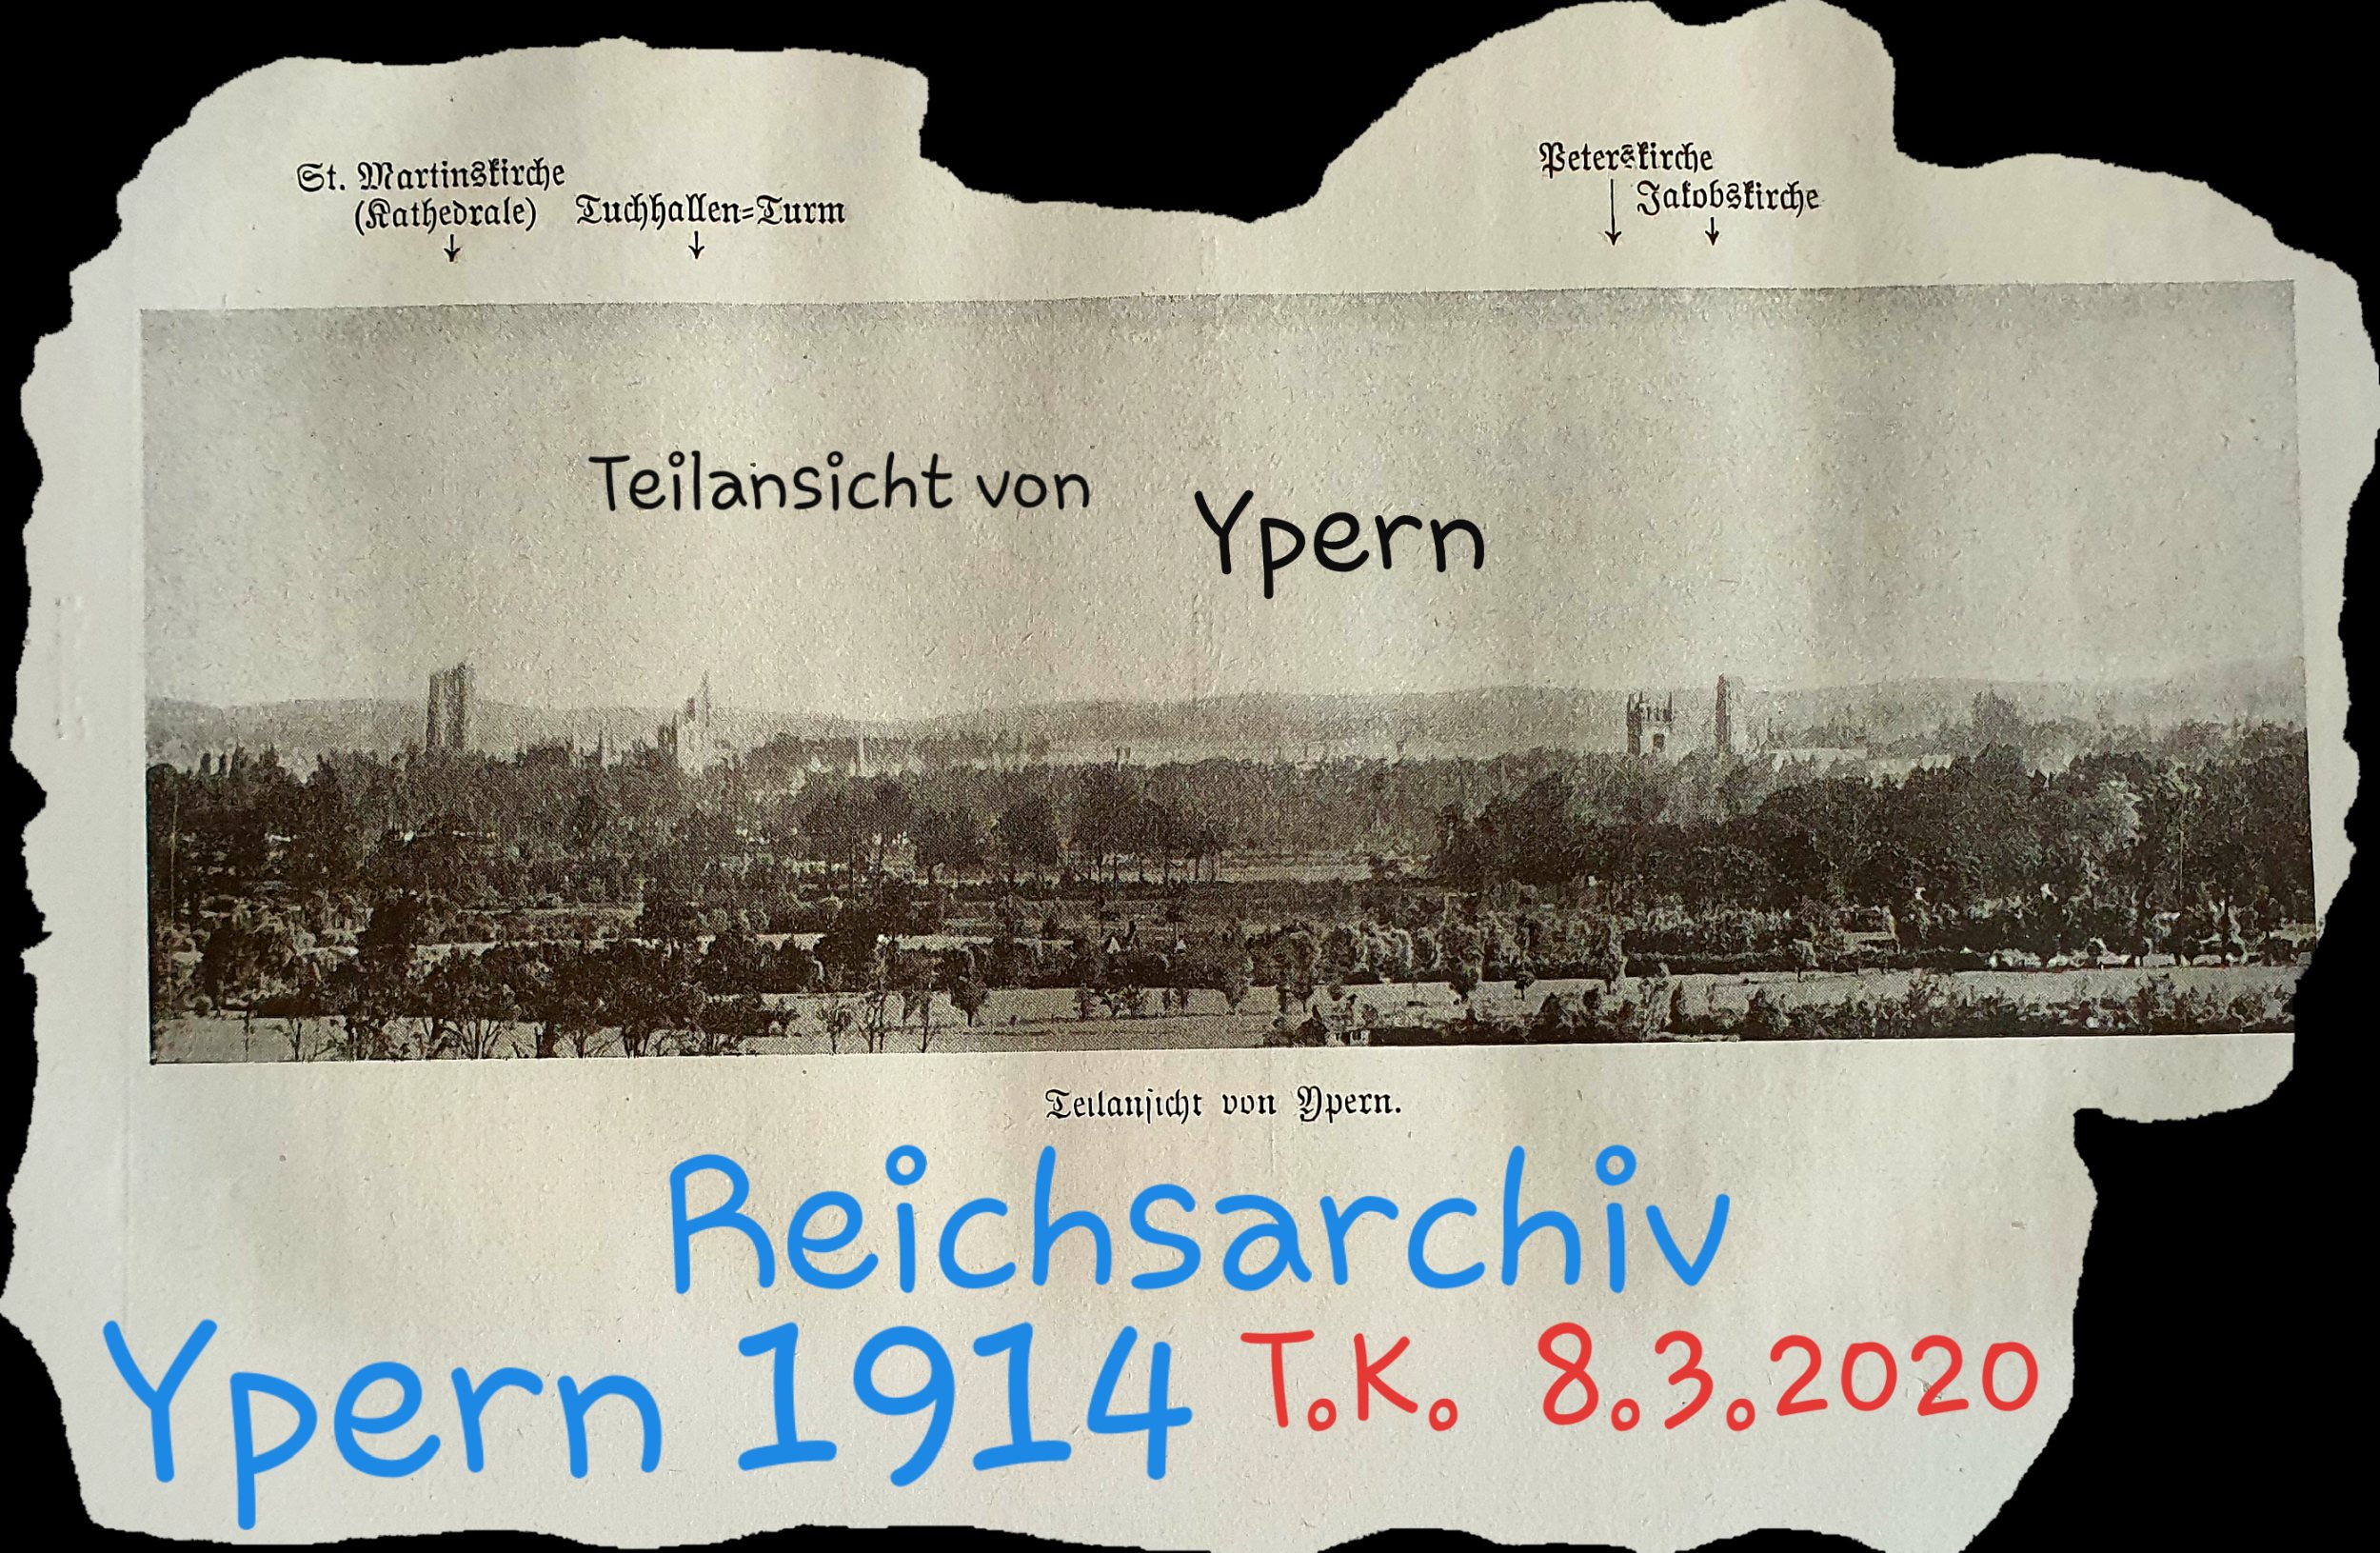 St. Martinskirche
(Kathedrale) Tuchhallen=Turm
Peterskirche
Jakobskirche
Teilansicht von Ypern
Teilansicht von Ypern.
Reichsarchiv
Ypern 1914 T.K. 8.3.2020